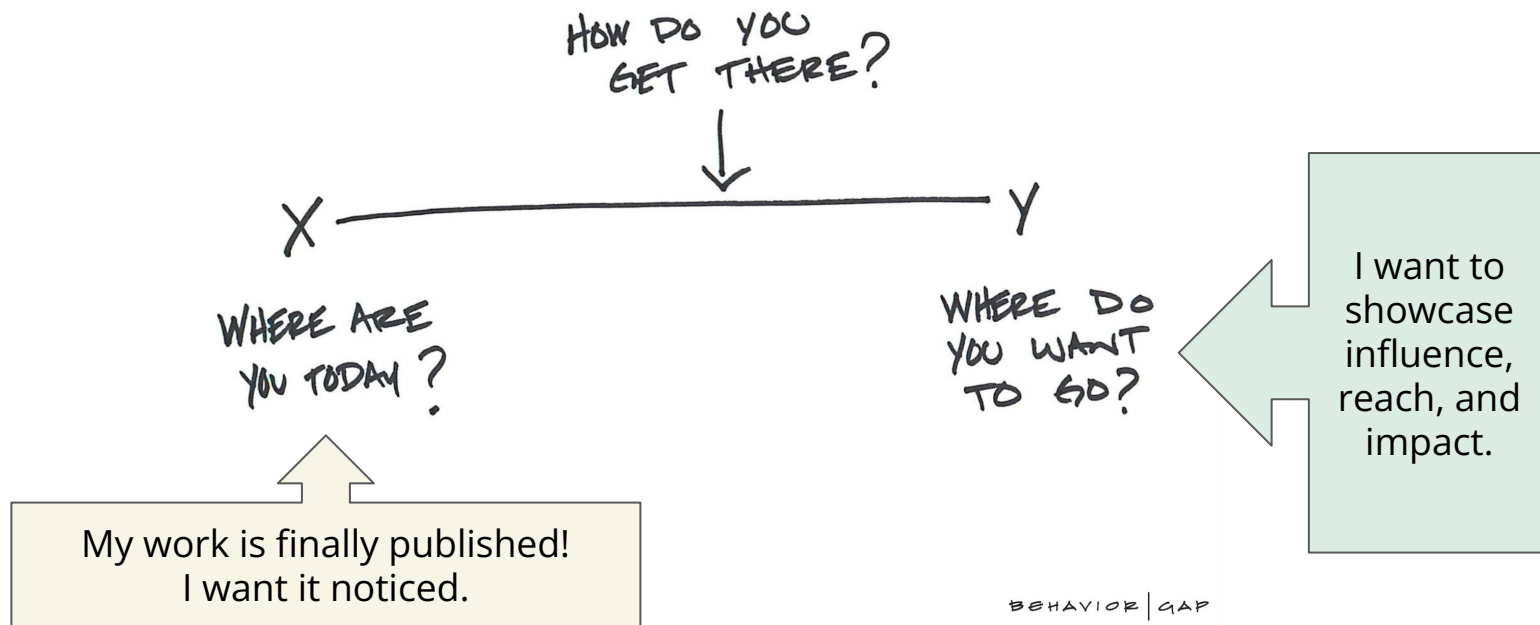 HOW DO YOU
GET THERE?
X
Y
WHERE ARE
YOU TODAY?
WHERE DO
YOU WANT
TO GO?
I want to
showcase
influence,
reach, and
impact.
My work is finally published!
I want it noticed.
BEHAVIOR|GAP